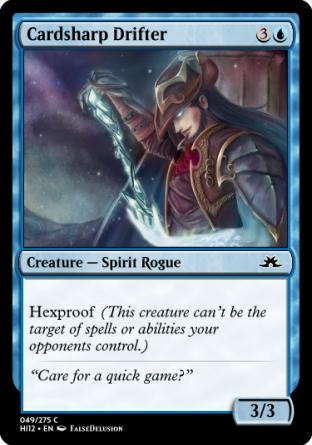 Cardsharp Drifter 3
Creature — Spirit Rogue
Hexproof (This creature can't be the
target of spells or abilities your
opponents control.)
"Care for a quick game?"
3/3
049/275 C
HI12 • EN FalseDelusion